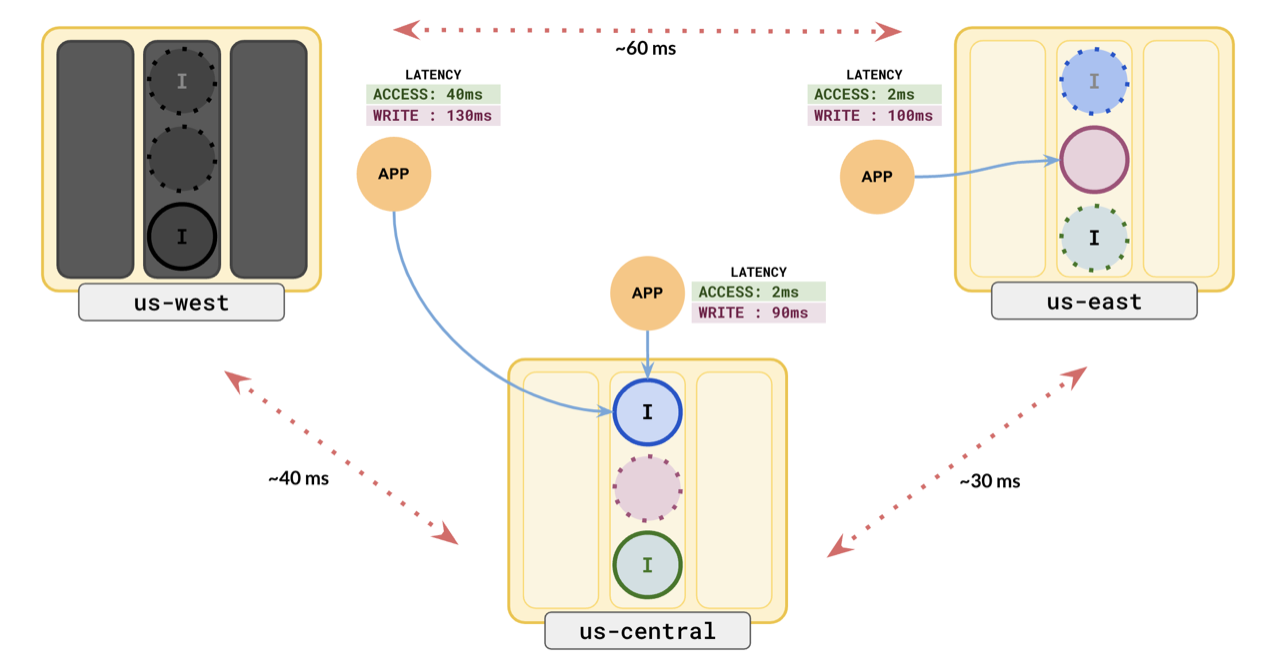 ~60 ms
LATENCY
ACCESS: 40ms
WRITE : 130ms
LATENCY
ACCESS: 2ms
WRITE : 100ms
I
I
I
I
APP
APP
us-west
us-east
APP
LATENCY
ACCESS: 2ms
WRITE : 90ms
I
I
~40 ms
~30 ms
us-central